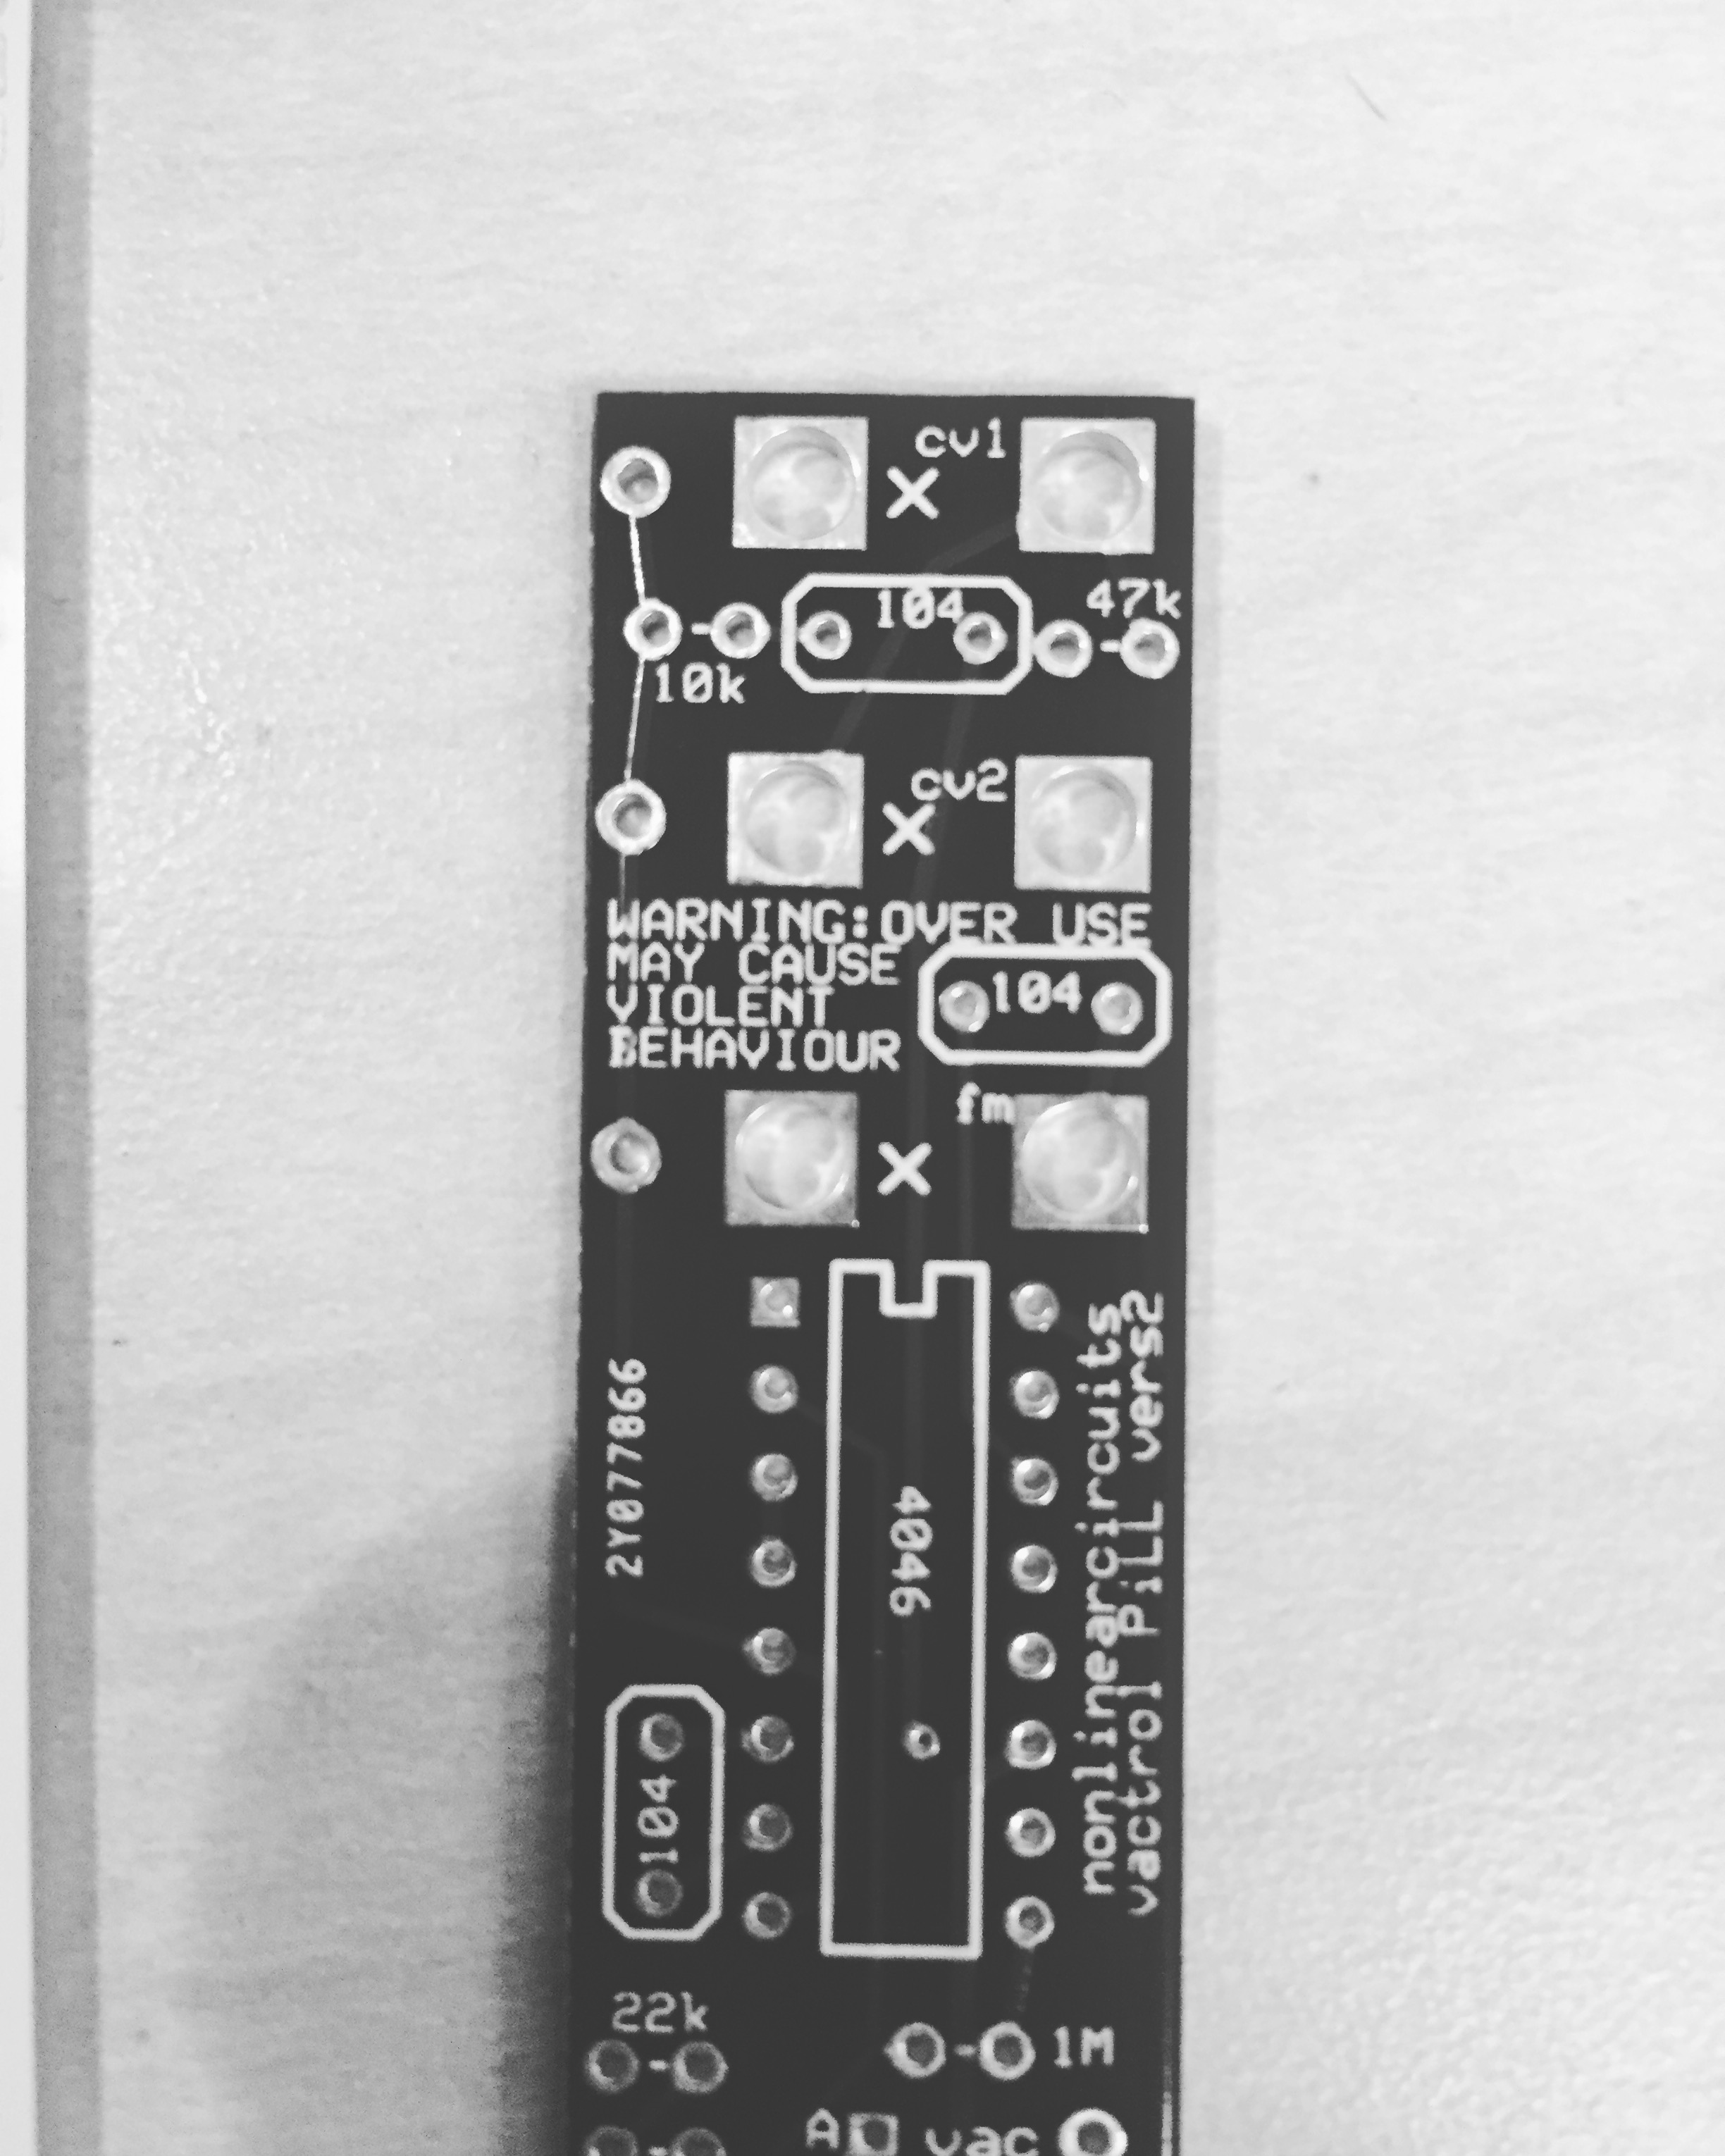 cv1
104
47k
10k
cv2
WARNING:OVER USE
MAY CAUSE
VIOLENT
BEHAVIOUR
104
fm
2Y077866
4046
nonlinearcircuits
vactrol PiLL vers2
104
22k
1M
A
vac